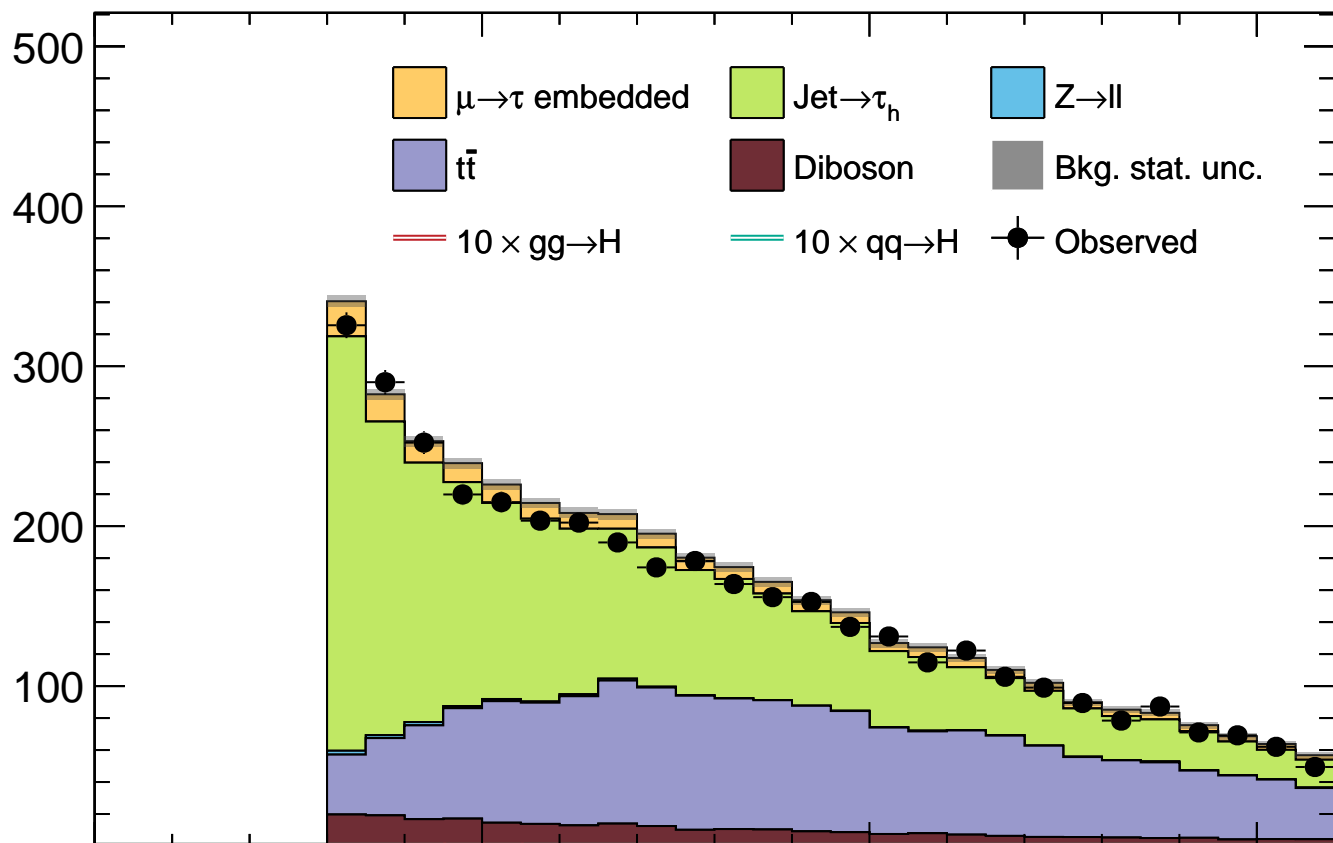 500
μ→τ embedded Jet→τh Z→ll
tt̄ Diboson Bkg. stat. unc.
400
10 × gg→H 10 × qq→H Observed
300
200
100